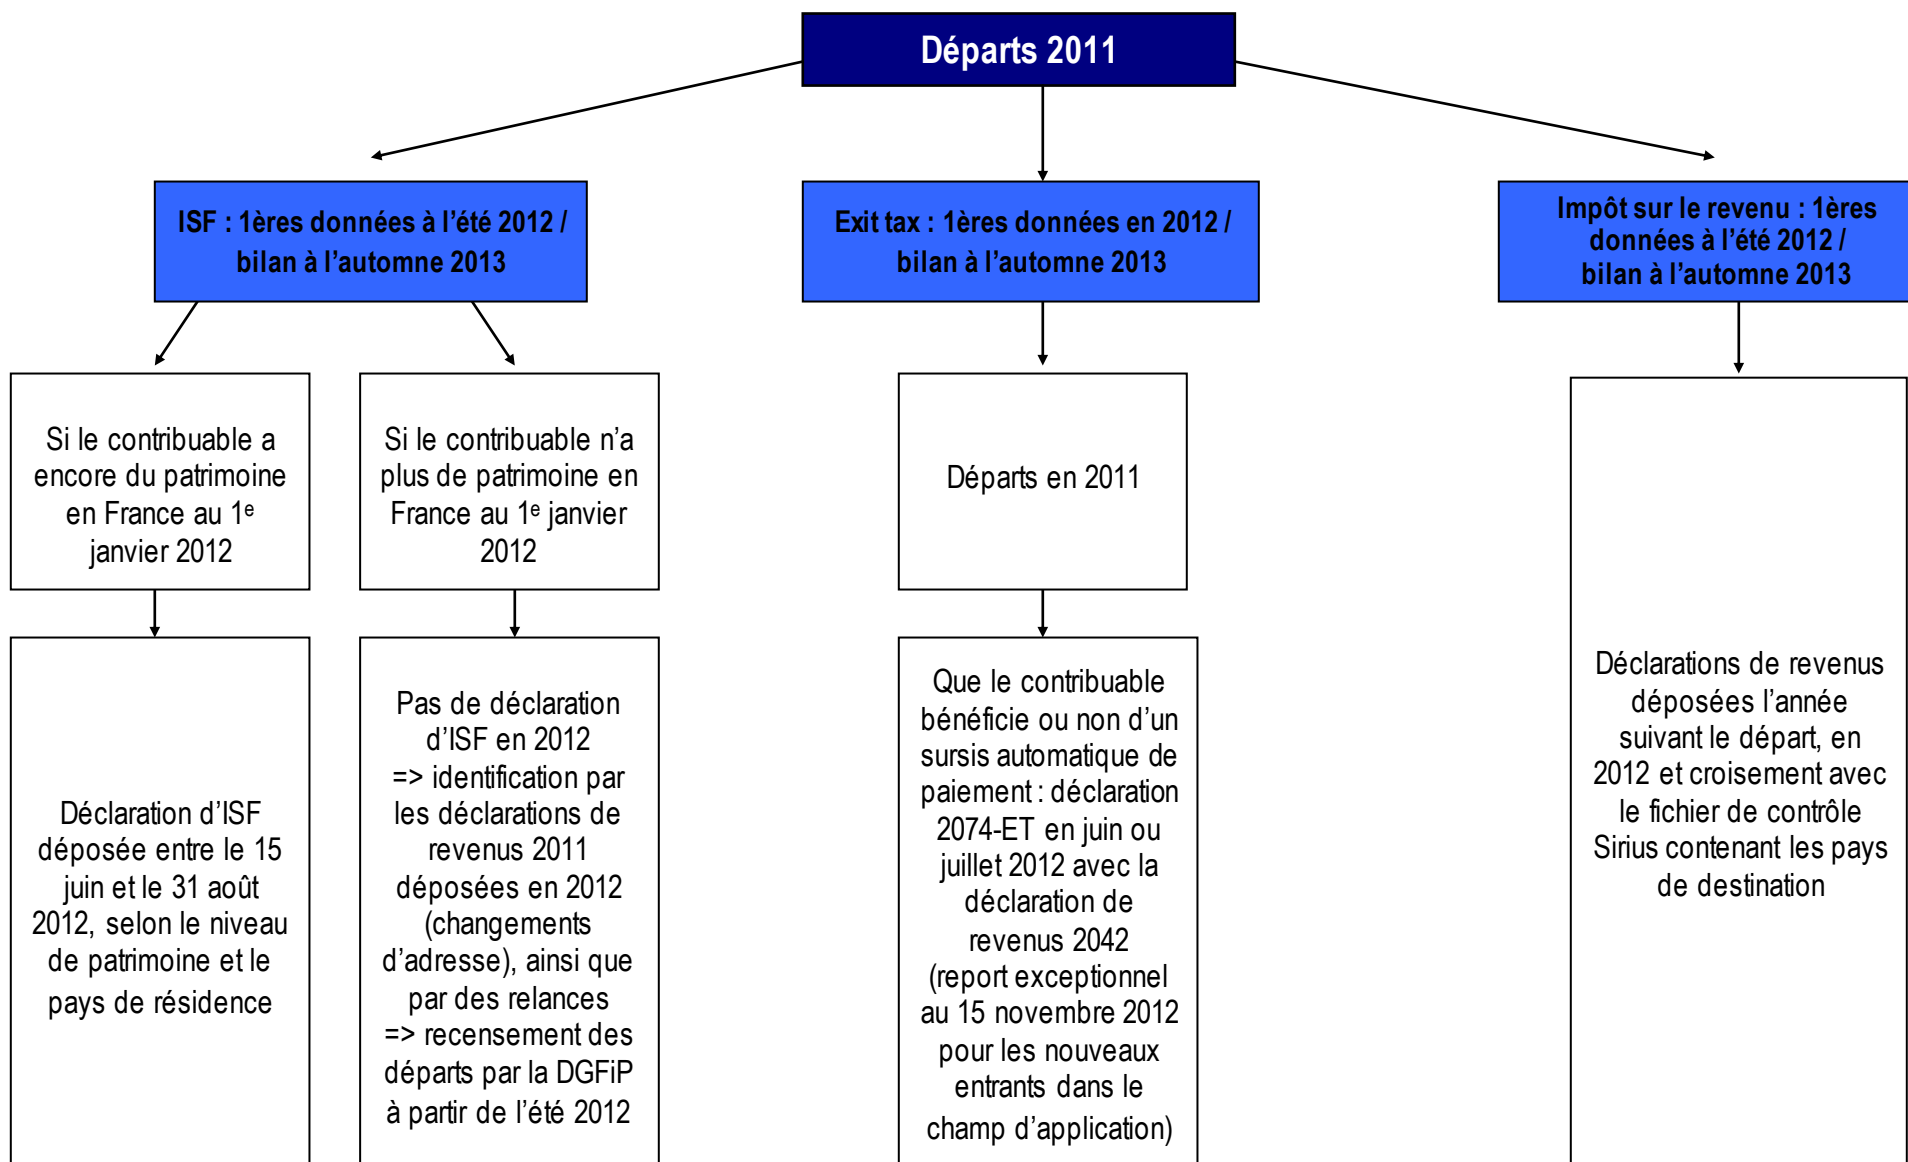 Départs 2011
ISF : 1ères données à l’été 2012 /
bilan à l’automne 2013
Exit tax : 1ères données en 2012 /
bilan à l’automne 2013
Impôt sur le revenu : 1ères
données à l’été 2012 /
bilan à l’automne 2013
Si le contribuable a
encore du patrimoine
en France au 1e
janvier 2012
Si le contribuable n’a
plus de patrimoine en
France au 1e janvier
2012
Départs en 2011
Déclaration d’ISF
déposée entre le 15
juin et le 31 août
2012, selon le niveau
de patrimoine et le
pays de résidence
Pas de déclaration
d’ISF en 2012
=> identification par
les déclarations de
revenus 2011
déposées en 2012
(changements
d’adresse), ainsi que
par des relances
=> recensement des
départs par la DGFiP
à partir de l’été 2012
Que le contribuable
bénéficie ou non d’un
sursis automatique de
paiement : déclaration
2074-ET en juin ou
juillet 2012 avec la
déclaration de
revenus 2042
(report exceptionnel
au 15 novembre 2012
pour les nouveaux
entrants dans le
champ d’application)
Déclarations de revenus
déposées l’année
suivant le départ, en
2012 et croisement avec
le fichier de contrôle
Sirius contenant les pays
de destination